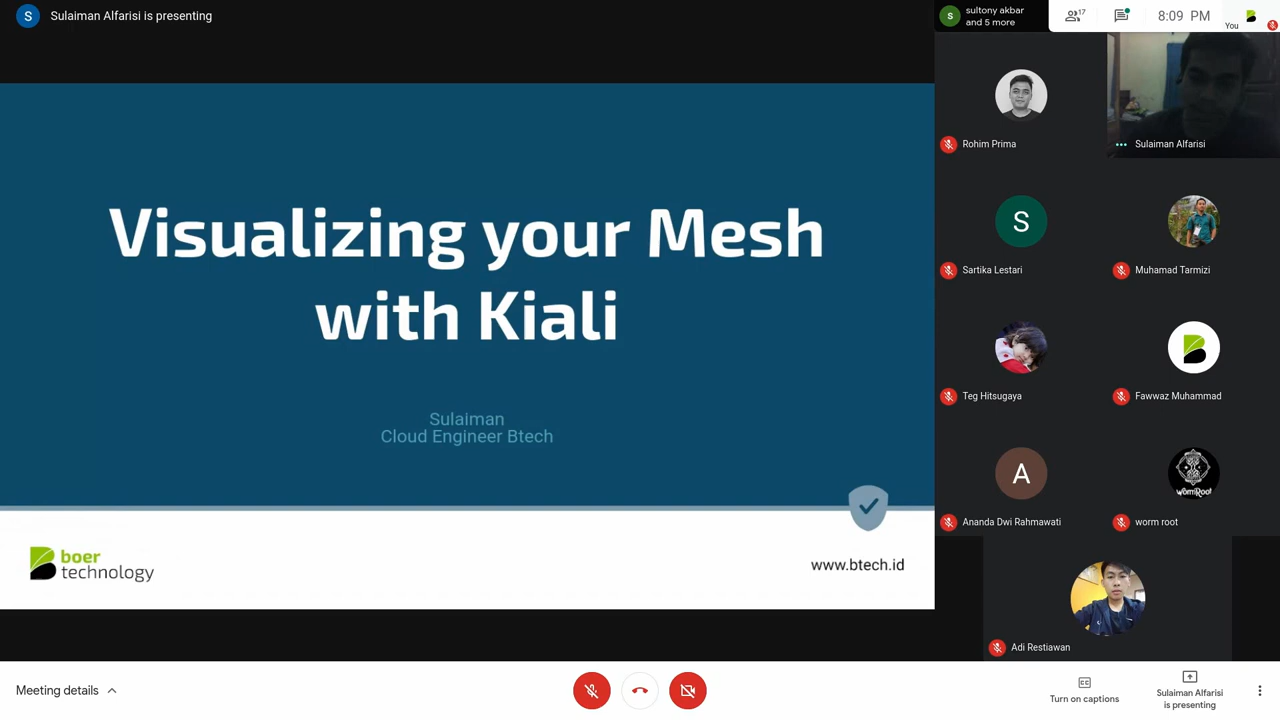 S
Sulaiman Alfarisi is presenting
S
sultony akbar
and 5 more
17
8:09 PM
You
Visualizing your Mesh
with Kiali
Sulaiman
Cloud Engineer Btech
boer
technology
www.btech.id
Rohim Prima
Sulaiman Alfarisi
S
Sartika Lestari
Muhamad Tarmizi
Teg Hitsugaya
Fawwaz Muhammad
A
Ananda Dwi Rahmawati
wormRoot
worm root
Adi Restiawan
Meeting details
CC
Turn on captions
Sulaiman Alfarisi
is presenting